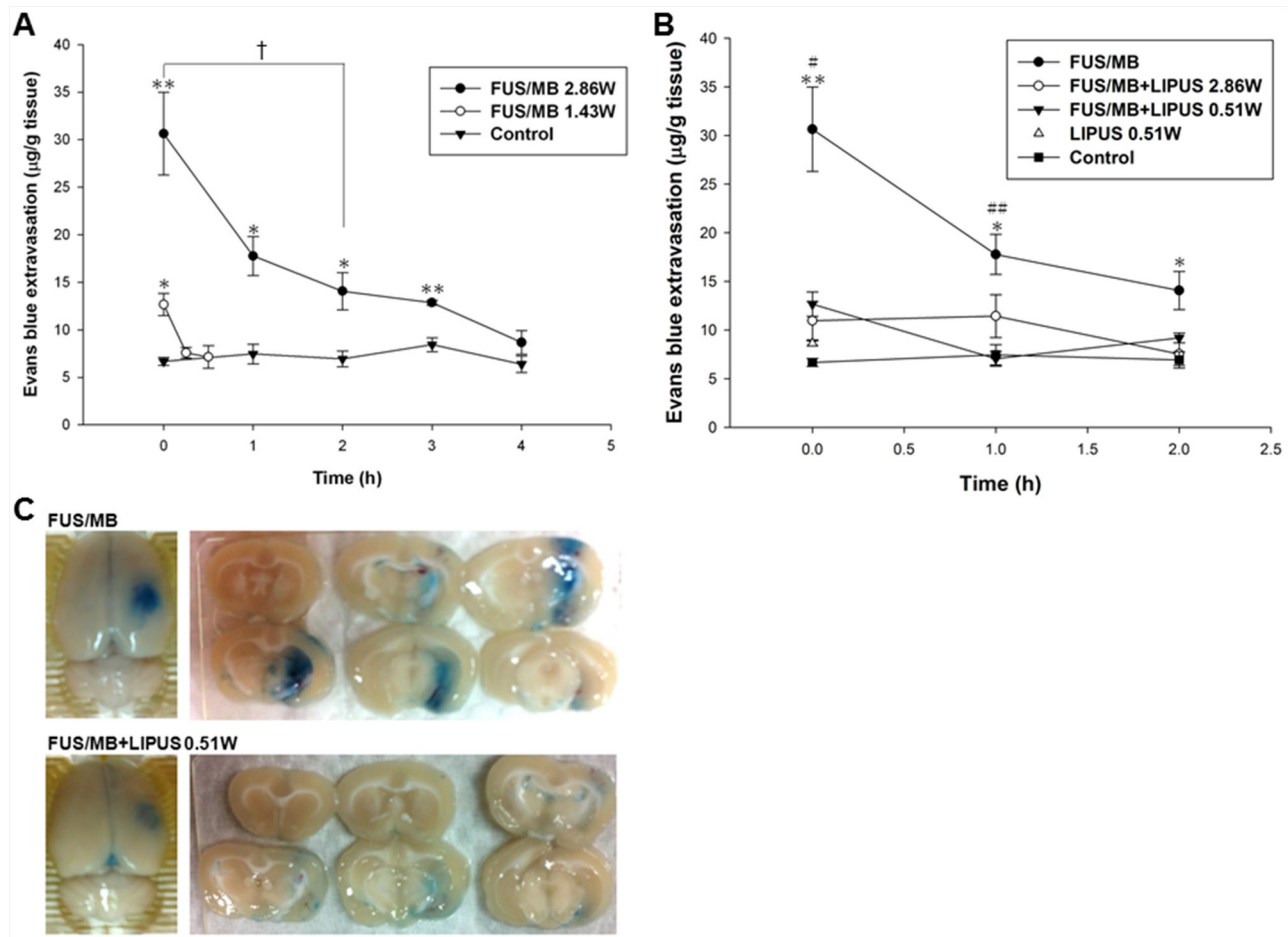 A
Evans blue extravasation (µg/g tissue)
40
35
30
25
20
15
10
5
0
**
*
*
**
*
†
FUS/MB 2.86W
FUS/MB 1.43W
Control
0 1 2 3 4 5
Time (h)
B
Evans blue extravasation (µg/g tissue)
40
35
30
25
20
15
10
5
0
#
**
##
*
*
FUS/MB
FUS/MB+LIPUS 2.86W
FUS/MB+LIPUS 0.51W
LIPUS 0.51W
Control
0.0 0.5 1.0 1.5 2.0 2.5
Time (h)
C
FUS/MB
FUS/MB+LIPUS 0.51W